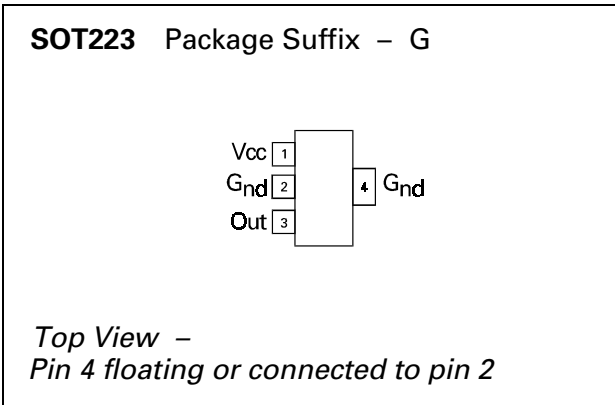 SOT223 Package Suffix – G
Vcc 1
Gnd 2
4 Gnd
Out 3
Top View –
Pin 4 floating or connected to pin 2